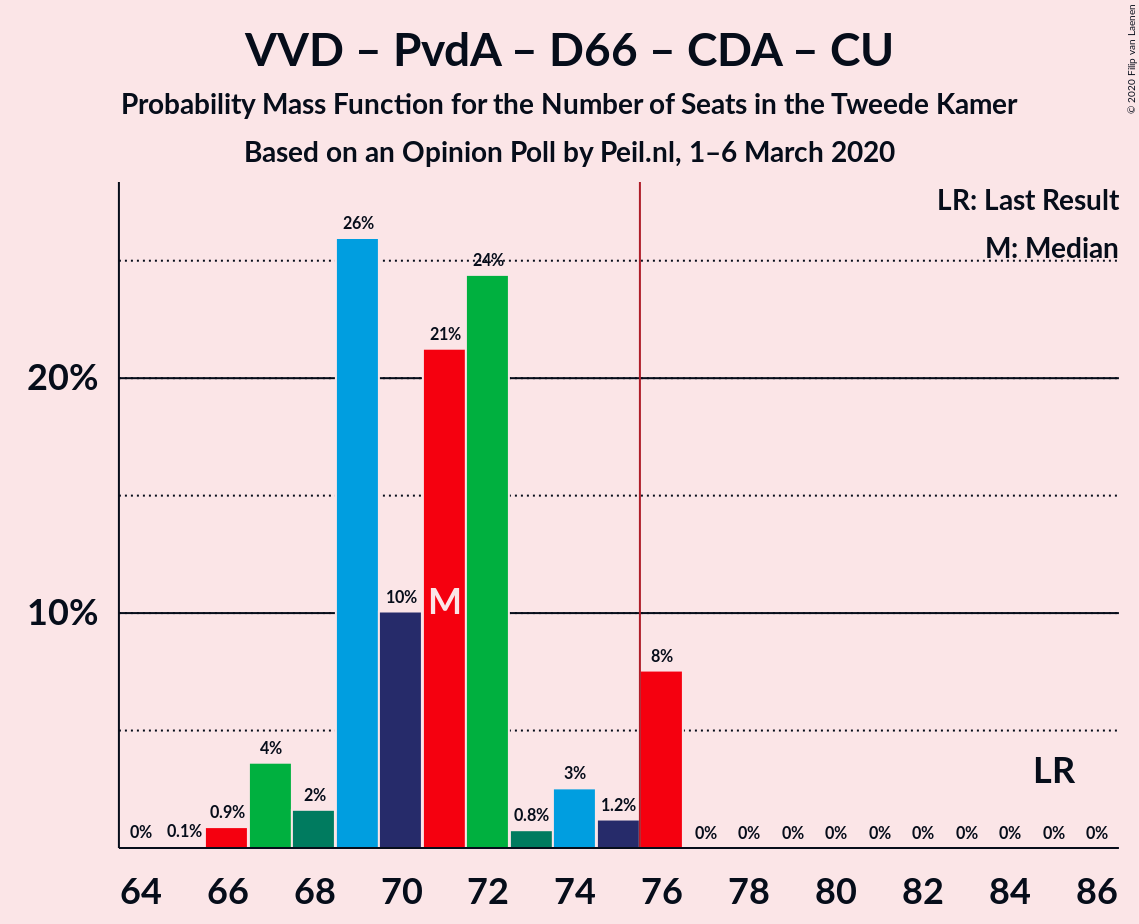 VVD – PvdA – D66 – CDA – CU
Probability Mass Function for the Number of Seats in the Tweede Kamer
Based on an Opinion Poll by Peil.nl, 1–6 March 2020
© 2020 Filip van Laenen
LR: Last Result
M: Median
26%
24%
21%
20%
10%
M
10%
8%
4%
3%
LR
2%
1.2%
0.9%
0.8%
0% 0.1% 0% 0% 0% 0% 0% 0% 0% 0% 0% 0%
64 66 68 70 72 74 76 78 80 82 84 86